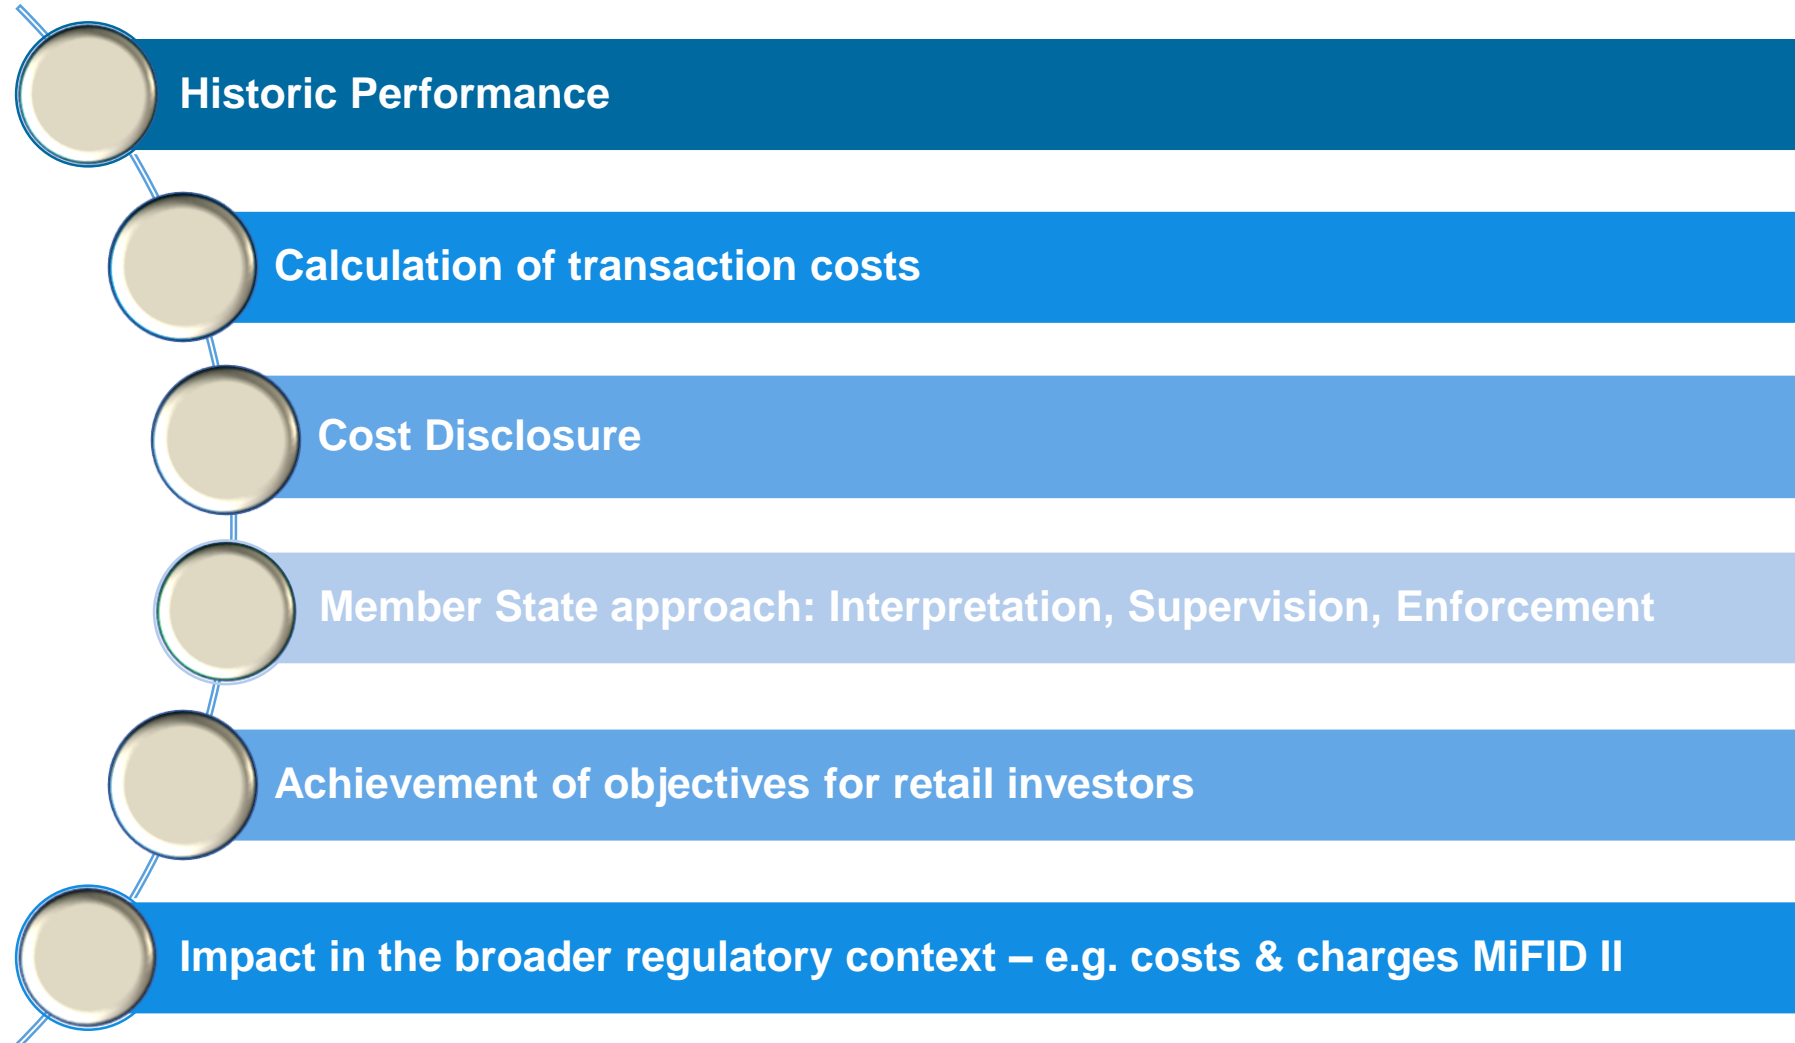 Historic Performance
Calculation of transaction costs
Cost Disclosure
Member State approach: Interpretation, Supervision, Enforcement
Achievement of objectives for retail investors
Impact in the broader regulatory context – e.g. costs & charges MiFID II